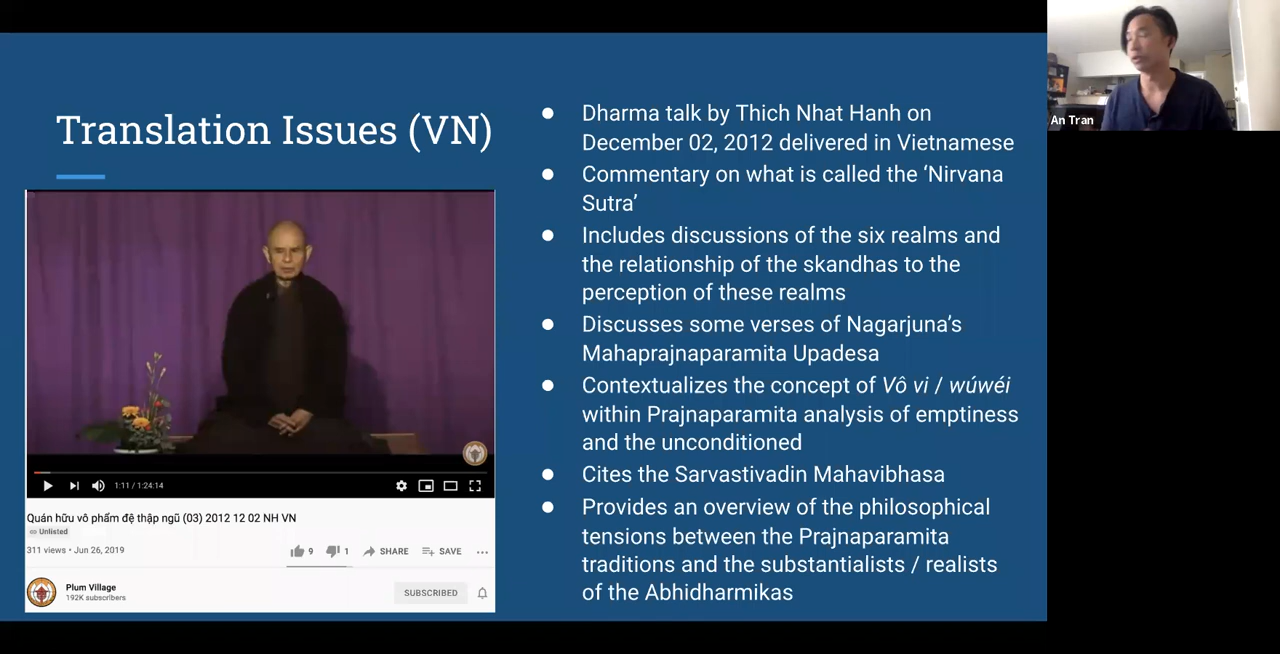 Translation Issues (VN)
1:11 / 1:24:14
Quán hữu vô phẩm đệ thập ngũ (03) 2012 12 02 NH VN
Unlisted
311 views • Jun 26, 2019
9
1
SHARE
SAVE
Plum Village
192K subscribers
SUBSCRIBED
● Dharma talk by Thich Nhat Hanh on
December 02, 2012 delivered in Vietnamese
● Commentary on what is called the ‘Nirvana
Sutra’
● Includes discussions of the six realms and
the relationship of the skandhas to the
perception of these realms
● Discusses some verses of Nagarjuna’s
Mahaprajnaparamita Upadesa
● Contextualizes the concept of Vô vi / wúwéi
within Prajnaparamita analysis of emptiness
and the unconditioned
● Cites the Sarvastivadin Mahavibhasa
● Provides an overview of the philosophical
tensions between the Prajnaparamita
traditions and the substantialists / realists
of the Abhidharmikas
An Tran